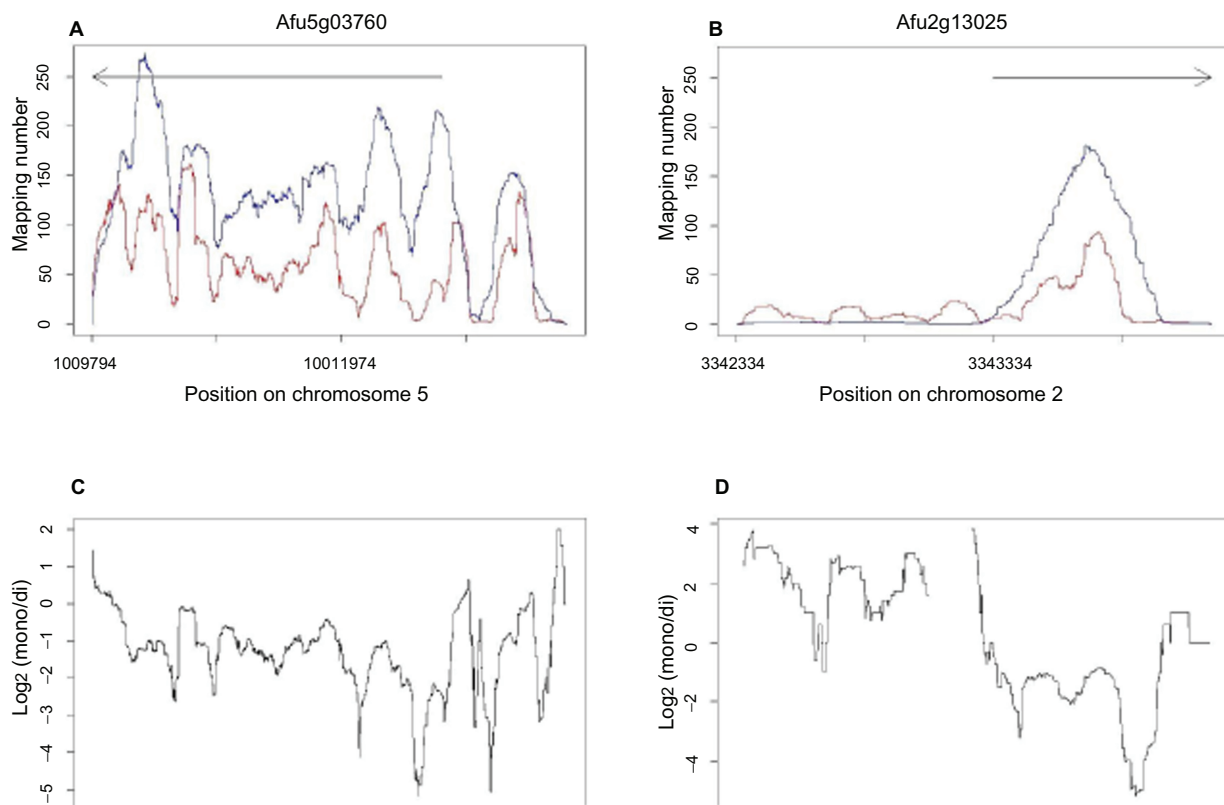 A
Afu5g03760
Mapping number
250
200
150
100
50
0
10009794
10011974
Position on chromosome 5
B
Afu2g13025
Mapping number
250
200
150
100
50
0
3342334
3343334
Position on chromosome 2
C
Log2 (mono/di)
2
1
0
−1
−2
−3
−4
−5
D
Log2 (mono/di)
4
2
0
−2
−4